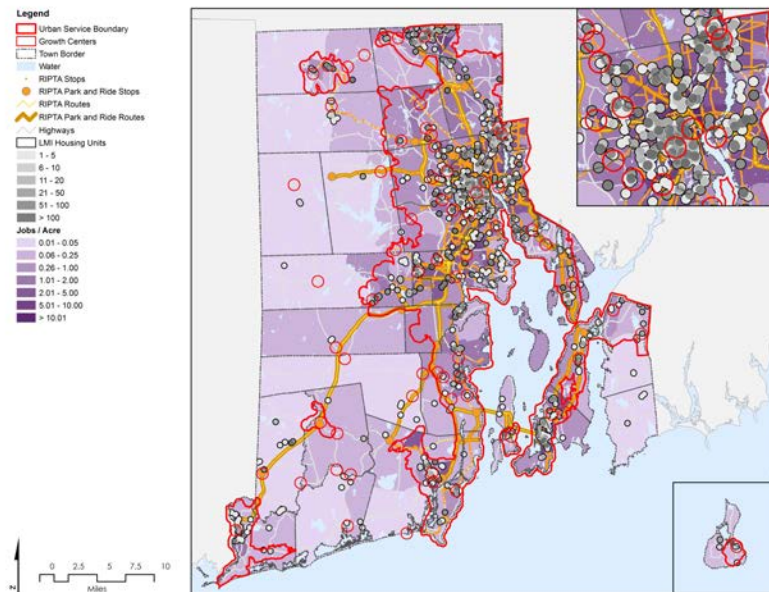 Legend
Urban Service Boundary
Growth Centers
Town Border
Water
RIPTA Stops
RIPTA Park and Ride Stops
RIPTA Routes
RIPTA Park and Ride Routes
Highways
LMI Housing Units
1 - 5
6 - 10
11 - 20
21 - 50
51 - 100
> 100
Jobs / Acre
0.01 - 0.05
0.06 - 0.25
0.26 - 1.00
1.01 - 2.00
2.01 - 5.00
5.01 - 10.00
> 10.01
0 2.5 5 7.5 10
Miles
N